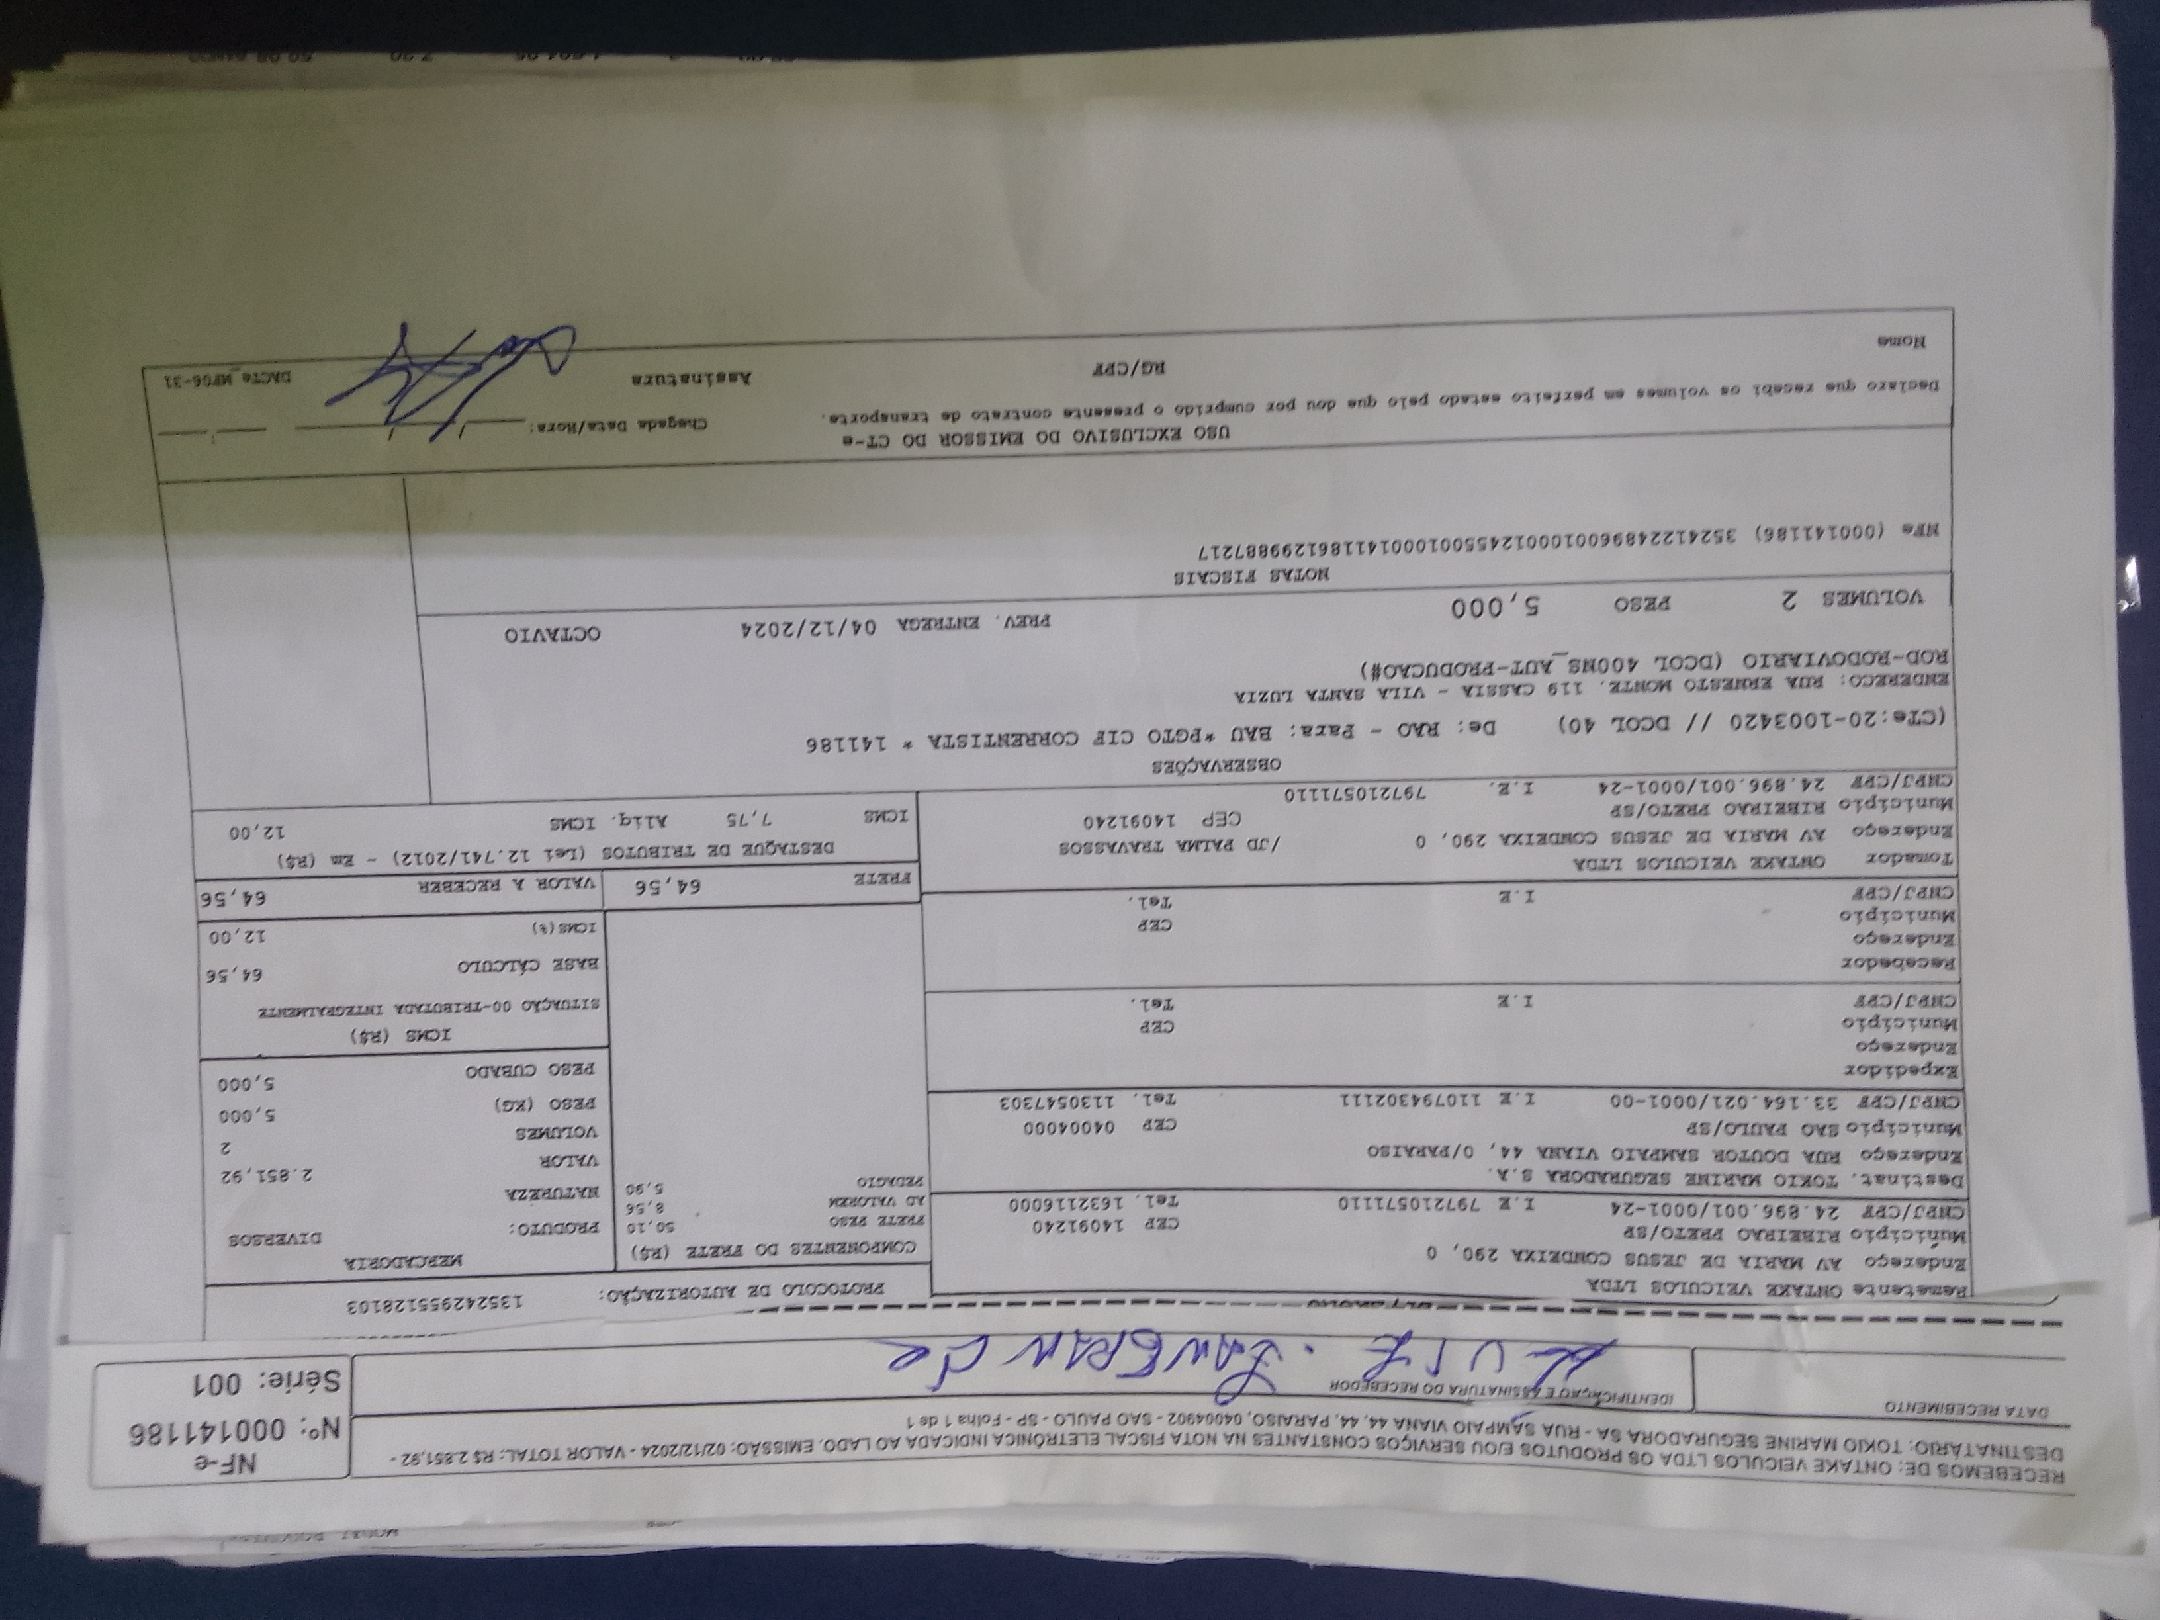 RECEBEMOS DE: ONTAKE VEICULOS LTDA OS PRODUTOS E/OU SERVIÇOS CONSTANTES NA NOTA FISCAL ELETRÔNICA INDICADA AO LADO. EMISSÃO: 02/12/2024 - VALOR TOTAL: R$ 2.851,92 -
DESTINATÁRIO: TOKIO MARINE SEGURADORA SA - RUA SAMPAIO VIANA 44, 44, PARAISO, 04004902 - SAO PAULO - SP - Folha 1 de 1
NF-e
Nº: 000141186
Série: 001
DATA RECEBIMENTO
IDENTIFICAÇÃO E ASSINATURA DO RECEBEDOR
Remetente ONTAKE VEICULOS LTDA
Endereço AV MARIA DE JESUS CONDEIXA 290, 0
Município RIBEIRAO PRETO/SP CEP 14091240
CNPJ/CPF 24.896.001/0001-24 I.E 797210571110 Tel. 1632116000
Destinat. TOKIO MARINE SEGURADORA S.A.
Endereço RUA DOUTOR SAMPAIO VIANA 44, 0/PARAISO
Município SAO PAULO/SP CEP 04004000
CNPJ/CPF 33.164.021/0001-00 I.E 110794302111 Tel. 1130547303
Expedidor
Endereço
Município CEP
CNPJ/CPF I.E Tel.
Recebedor
Endereço
Município CEP
CNPJ/CPF I.E Tel.
Tomador ONTAKE VEICULOS LTDA
Endereço AV MARIA DE JESUS CONDEIXA 290, 0 /JD PALMA TRAVASSOS
Município RIBEIRAO PRETO/SP CEP 14091240
CNPJ/CPF 24.896.001/0001-24 I.E. 797210571110
PROTOCOLO DE AUTORIZAÇÃO: 135242955128103
COMPONENTES DO FRETE (R$)
FRETE PESO 50,10
AD VALOREM 8,56
PEDAGIO 5,90
MERCADORIA
PRODUTO: DIVERSOS
NATUREZA
VALOR 2.851,92
VOLUMES 2
PESO (KG) 5,000
PESO CUBADO 5,000
ICMS (R$)
SITUAÇÃO 00-TRIBUTADA INTEGRALMENTE
BASE CÁLCULO 64,56
ICMS(%) 12,00
FRETE 64,56 VALOR A RECEBER 64,56
DESTAQUE DE TRIBUTOS (Lei 12.741/2012) - Em (R$)
ICMS 7,75 Aliq. ICMS 12,00
OBSERVAÇÕES
(CTe:20-1003420 // DCOL 40) De: RAO - Para: BAU *PGTO CIF CORRENTISTA * 141186
ENDERECO: RUA ERNESTO MONTE, 119 CASSIA - VILA SANTA LUZIA
ROD-RODOVIARIO (DCOL 400NS_AUT-PRODUCAO#)
VOLUMES 2 PESO 5,000 PREV. ENTREGA 04/12/2024 OCTAVIO
NOTAS FISCAIS
NFe (000141186) 35241224896001000124550010001411861299887217
USO EXCLUSIVO DO EMISSOR DO CT-e
Declaro que recebi os volumes em perfeito estado pelo que dou por cumprido o presente contrato de transporte.
Chegada Data/Hora: / / :
Nome RG/CPF Assinatura DACTe_MF06-31